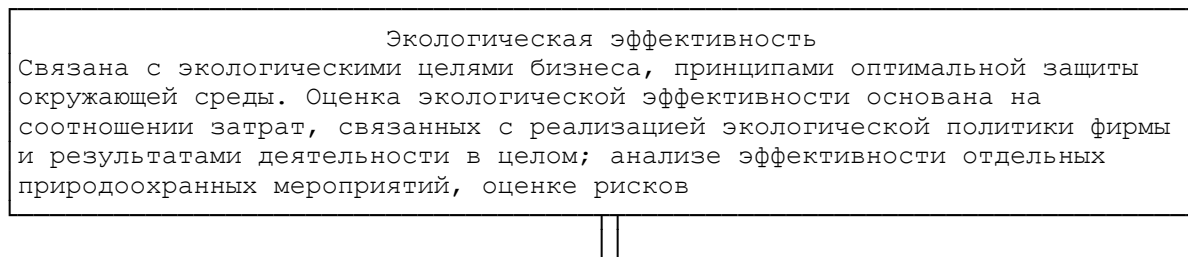 Экологическая эффективность
Связана с экологическими целями бизнеса, принципами оптимальной защиты
окружающей среды. Оценка экологической эффективности основана на
соотношении затрат, связанных с реализацией экологической политики фирмы
и результатами деятельности в целом; анализе эффективности отдельных
природоохранных мероприятий, оценке рисков